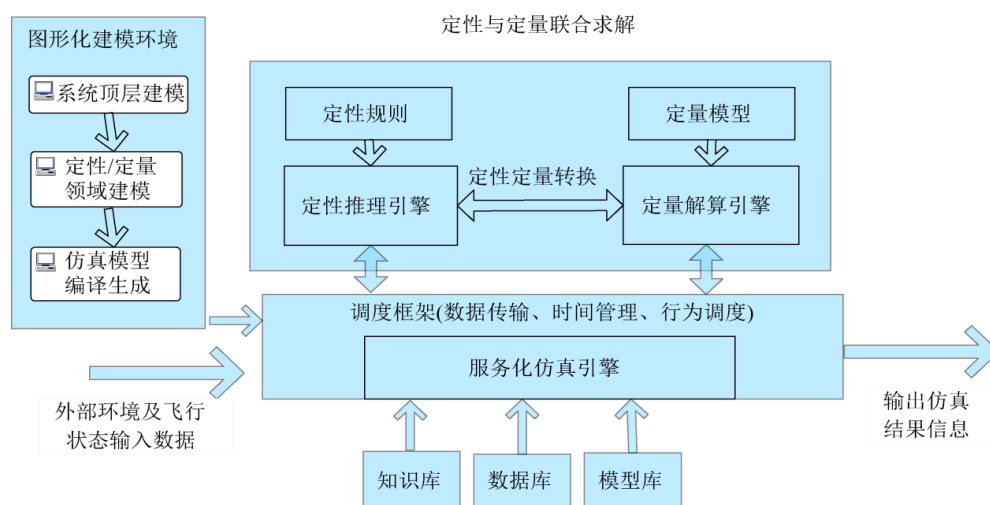 图形化建模环境
系统顶层建模
定性/定量
领域建模
仿真模型
编译生成
定性与定量联合求解
定性规则
定量模型
定性推理引擎
定性定量转换
定量解算引擎
调度框架(数据传输、时间管理、行为调度)
服务化仿真引擎
外部环境及飞行
状态输入数据
输出仿真
结果信息
知识库
数据库
模型库